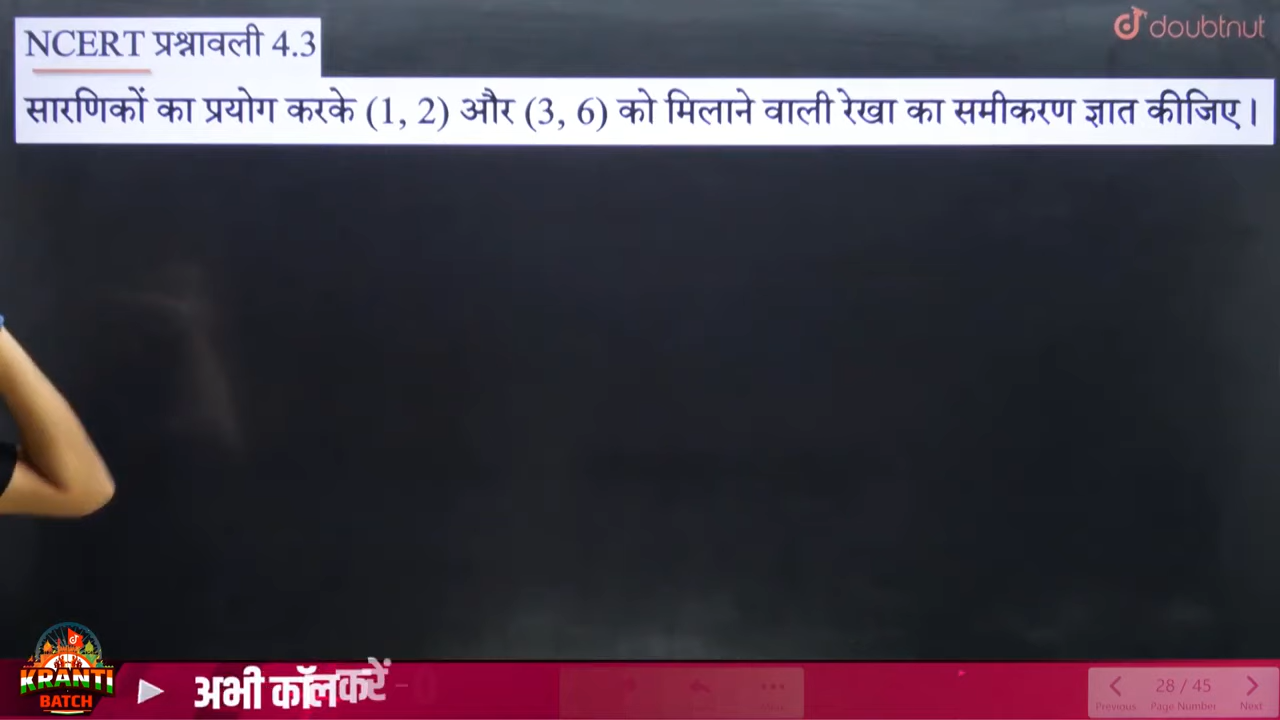 NCERT प्रश्नावली 4.3
doubtnut
सारणिकों का प्रयोग करके (1, 2) और (3, 6) को मिलाने वाली रेखा का समीकरण ज्ञात कीजिए।
KRANTI
BATCH
अभी कॉल करें -
28 / 45
Previous Page Number Next